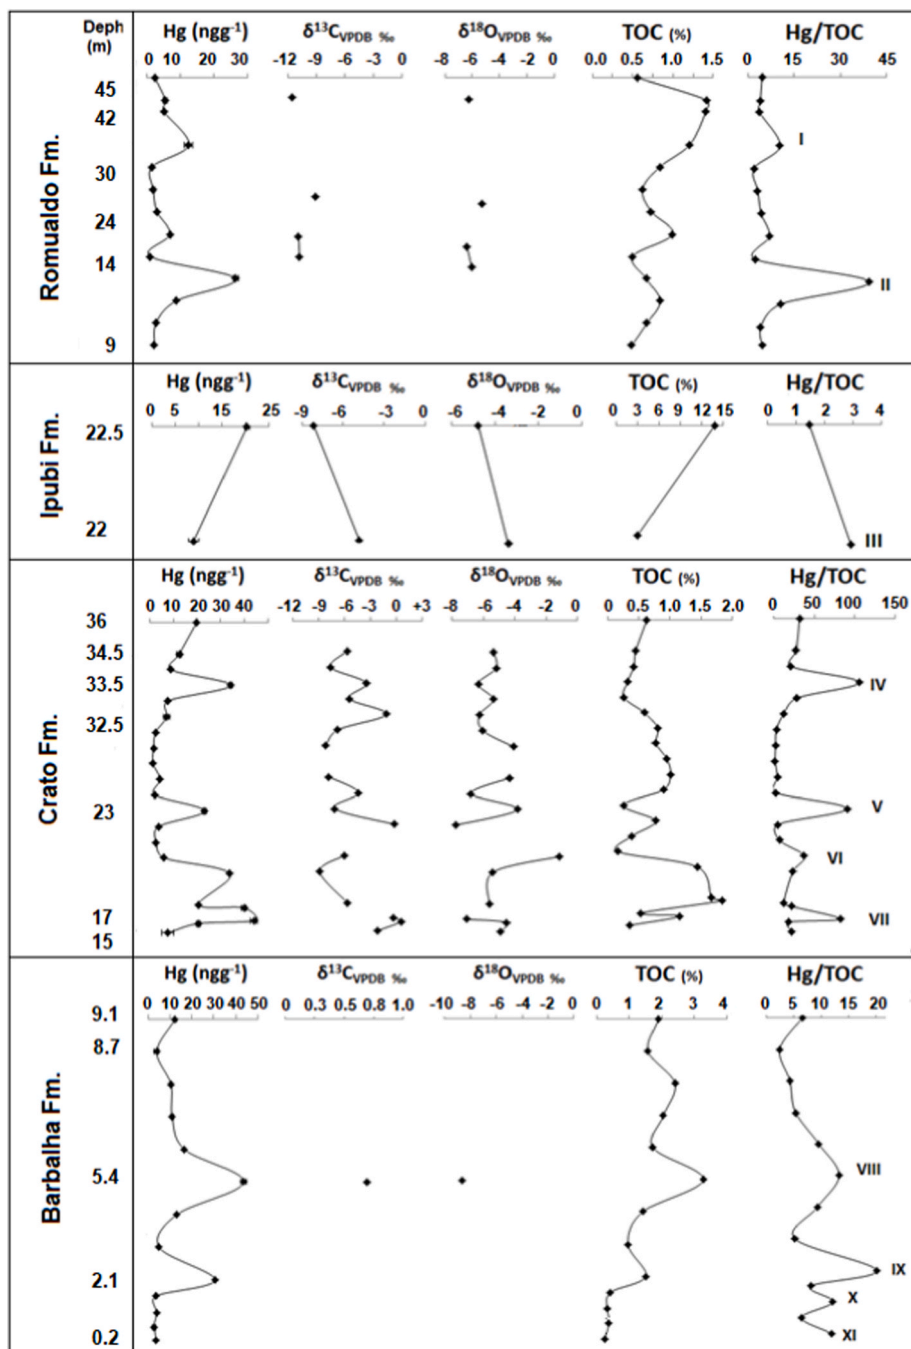 Deph (m)
Hg (ngg-1) δ13CVPDB ‰ δ18OVPDB ‰ TOC (%) Hg/TOC
0 10 20 30 -12 -9 -6 -3 0 -8 -6 -4 -2 0 0.0 0.5 1.0 1.5 0 15 30 45
Romualdo Fm.
45
42
I
30
24
14
II
9
Hg (ngg-1) δ13CVPDB ‰ δ18OVPDB ‰ TOC (%) Hg/TOC
0 5 25 -9 -6 -3 0 -6 -4 -2 0 0 3 6 9 12 15 0 1 2 3 4
Ipubi Fm.
22.5
22
III
Hg (ngg-1) δ13CVPDB ‰ δ18OVPDB ‰ TOC (%) Hg/TOC
0 10 20 30 40 -12 -9 -6 -3 0 +3 -8 -6 -4 -2 0 0 0.5 1.0 2.0 0 50 100 150
Crato Fm.
36
34.5
33.5 IV
32.5
23 V
VI
17 VII
15
Hg (ngg-1) δ13CVPDB ‰ δ18OVPDB ‰ TOC (%) Hg/TOC
0 10 20 30 40 50 0 0.3 0.5 0.8 1.0 -10 -8 -6 -4 -2 0 0 1 2 3 4 0 5 10 15 20
Barbalha Fm.
9.1
8.7
5.4 VIII
IX
2.1
X
0.2 XI